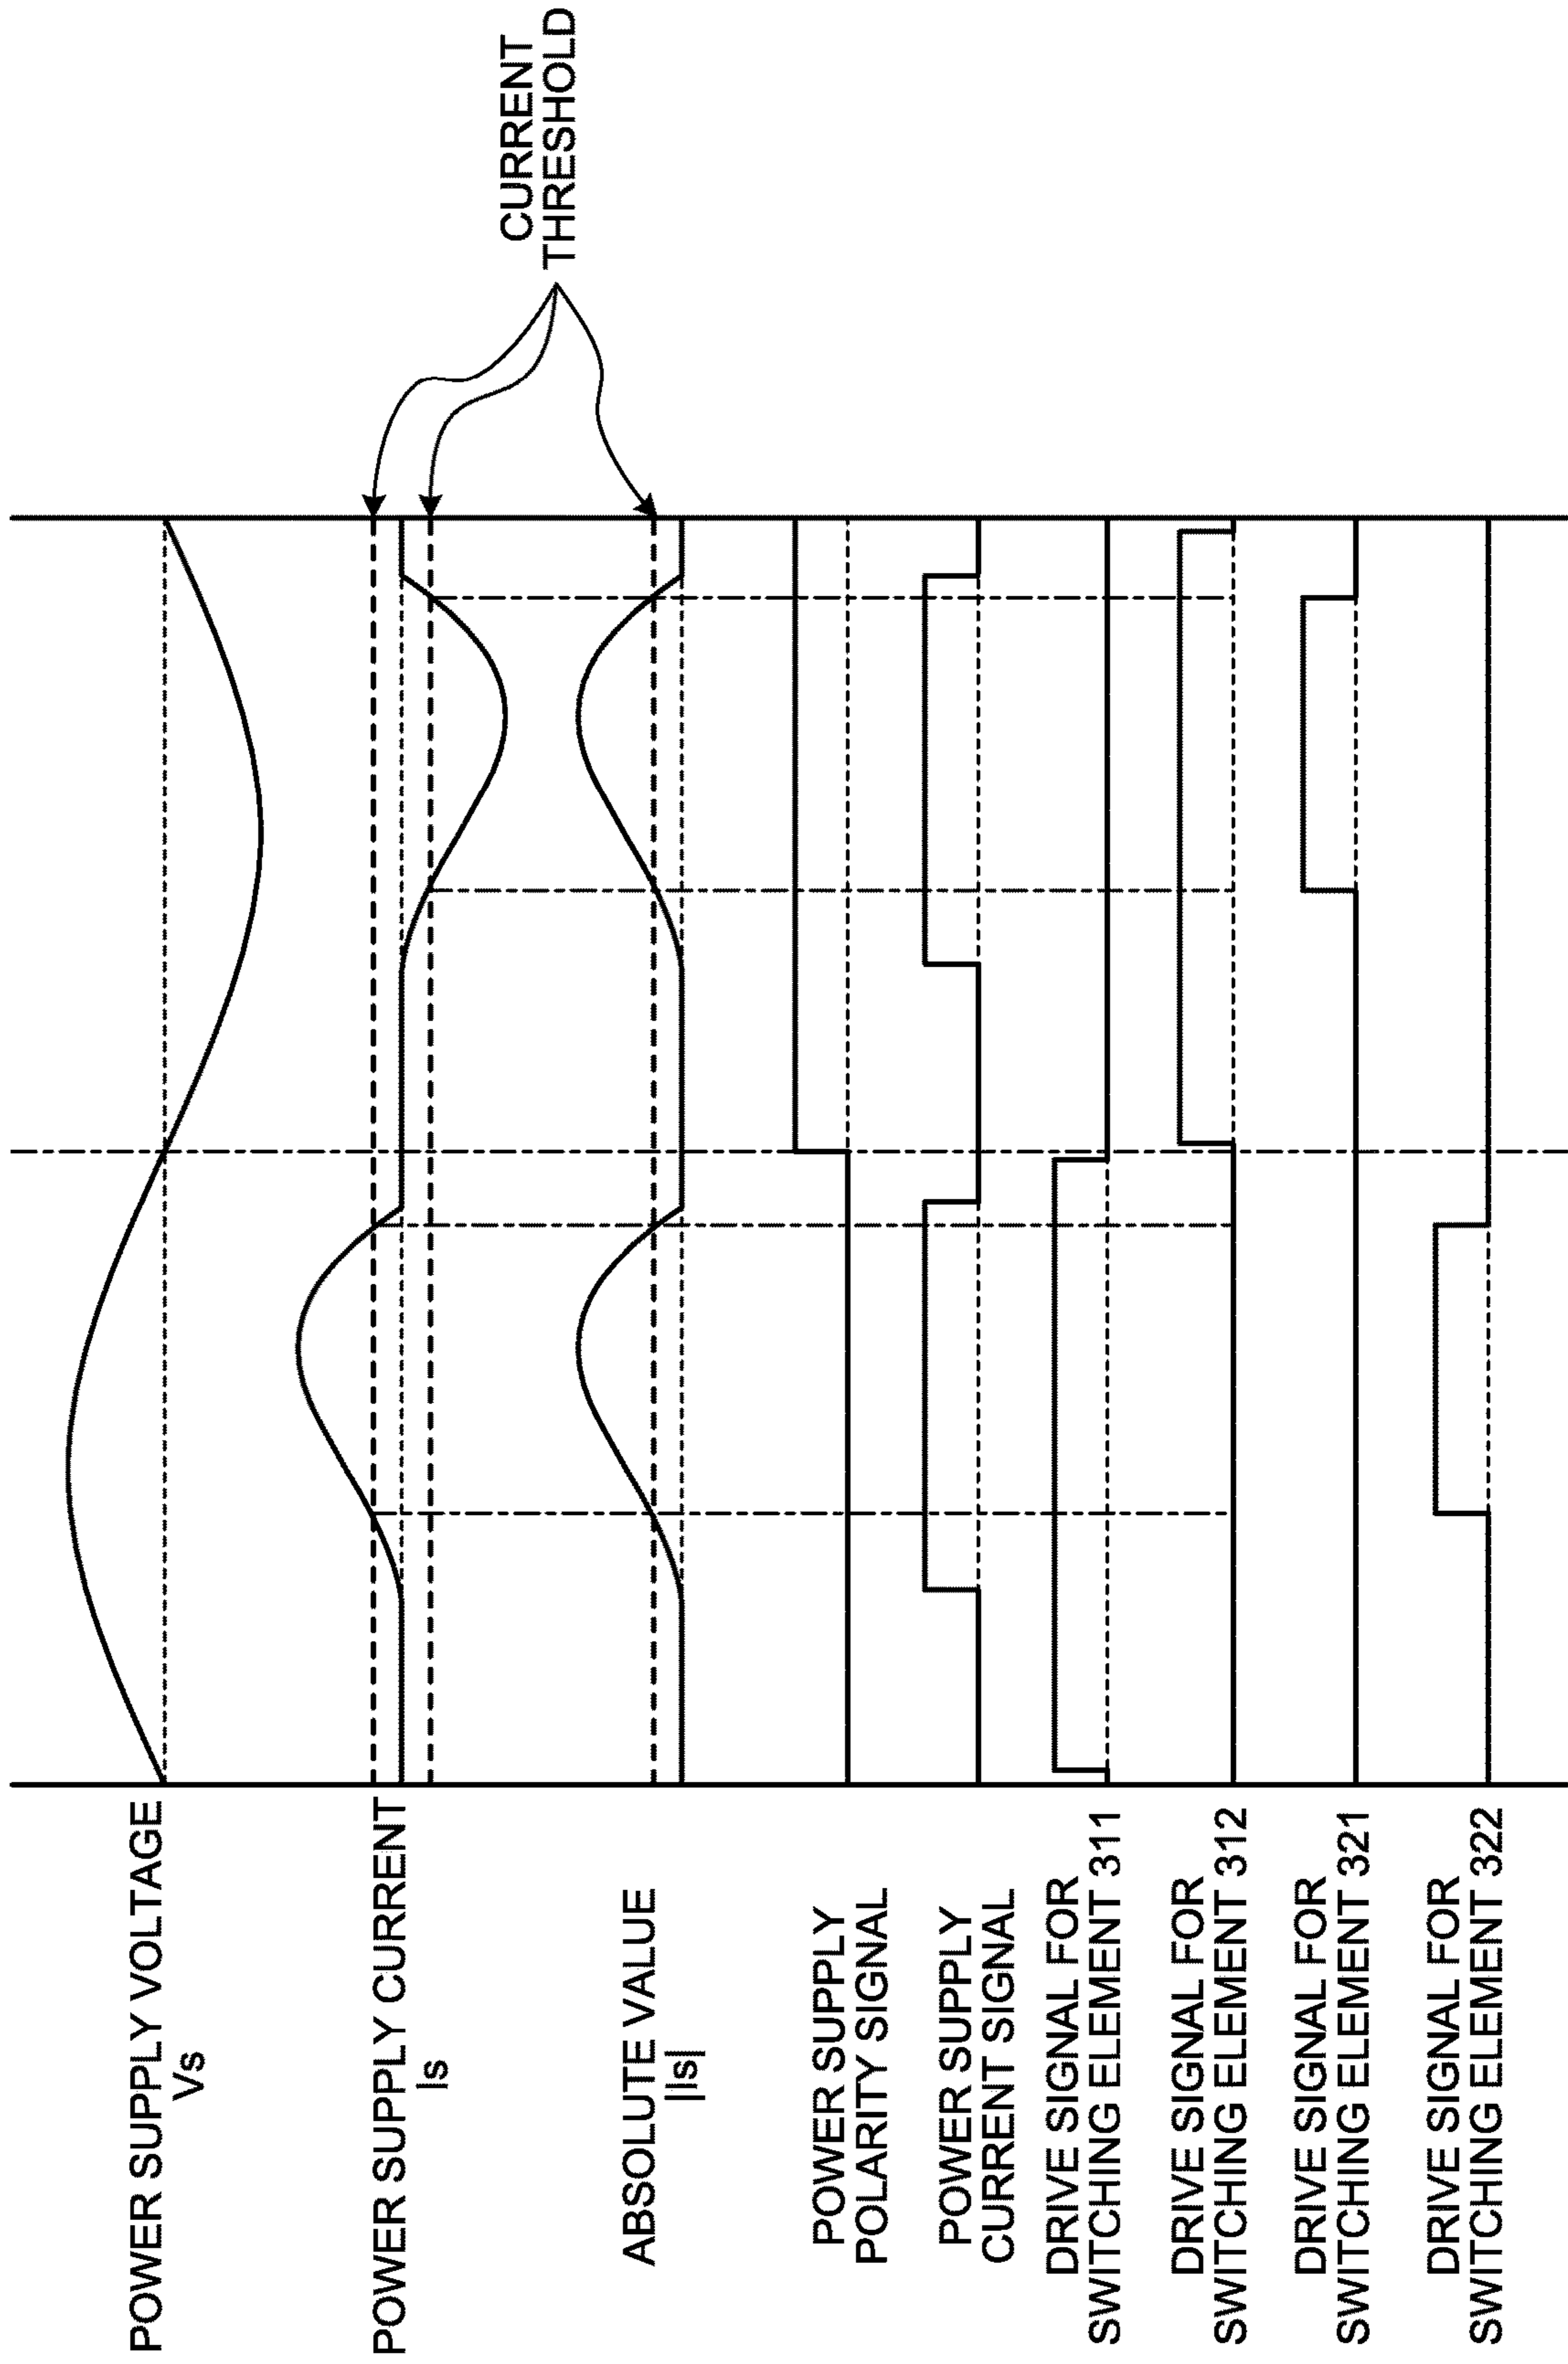 POWER SUPPLY VOLTAGE
Vs
POWER SUPPLY CURRENT
Is
ABSOLUTE VALUE
|Is|
POWER SUPPLY
POLARITY SIGNAL
POWER SUPPLY
CURRENT SIGNAL
DRIVE SIGNAL FOR
SWITCHING ELEMENT 311
DRIVE SIGNAL FOR
SWITCHING ELEMENT 312
DRIVE SIGNAL FOR
SWITCHING ELEMENT 321
DRIVE SIGNAL FOR
SWITCHING ELEMENT 322
CURRENT
THRESHOLD